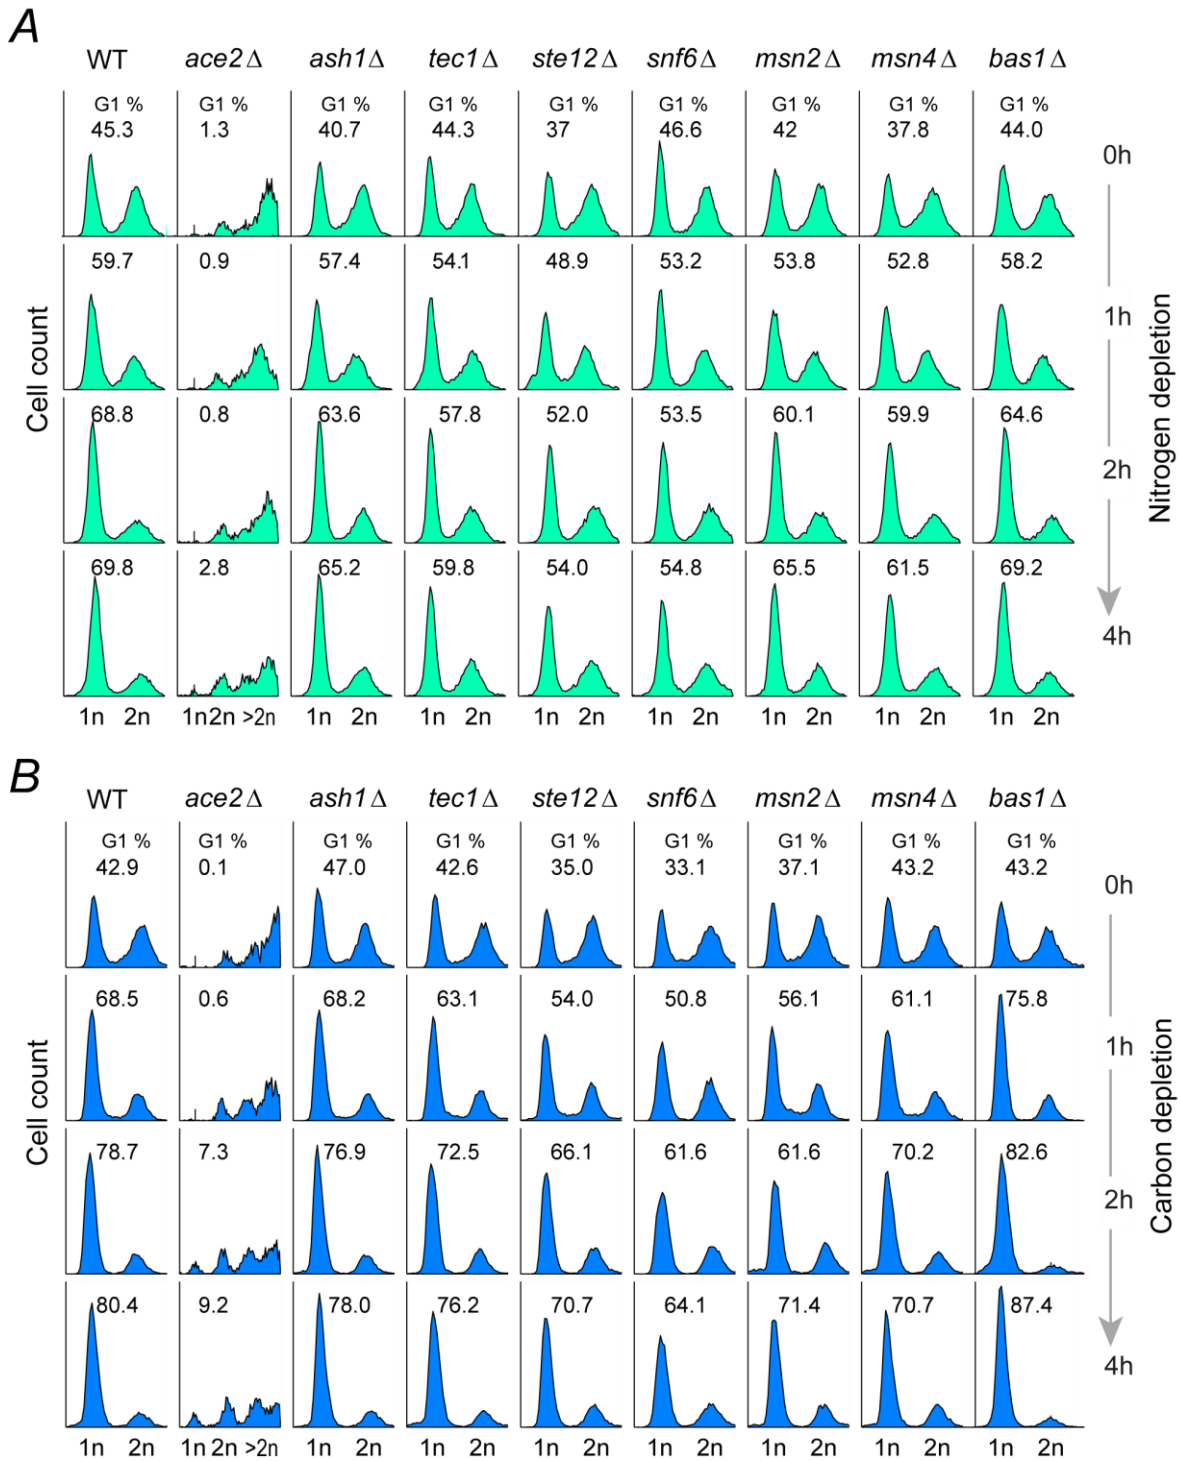 A
WT ace2Δ ash1Δ tec1Δ ste12Δ snf6Δ msn2Δ msn4Δ bas1Δ
G1 % G1 % G1 % G1 % G1 % G1 % G1 % G1 % G1 %
45.3 1.3 40.7 44.3 37 46.6 42 37.8 44.0
0h
59.7 0.9 57.4 54.1 48.9 53.2 53.8 52.8 58.2
1h
68.8 0.8 63.6 57.8 52.0 53.5 60.1 59.9 64.6
2h
69.8 2.8 65.2 59.8 54.0 54.8 65.5 61.5 69.2
4h
Cell count
Nitrogen depletion
1n 2n 1n 2n >2n 1n 2n 1n 2n 1n 2n 1n 2n 1n 2n 1n 2n 1n 2n
B
WT ace2Δ ash1Δ tec1Δ ste12Δ snf6Δ msn2Δ msn4Δ bas1Δ
G1 % G1 % G1 % G1 % G1 % G1 % G1 % G1 % G1 %
42.9 0.1 47.0 42.6 35.0 33.1 37.1 43.2 43.2
0h
68.5 0.6 68.2 63.1 54.0 50.8 56.1 61.1 75.8
1h
78.7 7.3 76.9 72.5 66.1 61.6 61.6 70.2 82.6
2h
80.4 9.2 78.0 76.2 70.7 64.1 71.4 70.7 87.4
4h
Cell count
Carbon depletion
1n 2n 1n 2n >2n 1n 2n 1n 2n 1n 2n 1n 2n 1n 2n 1n 2n 1n 2n